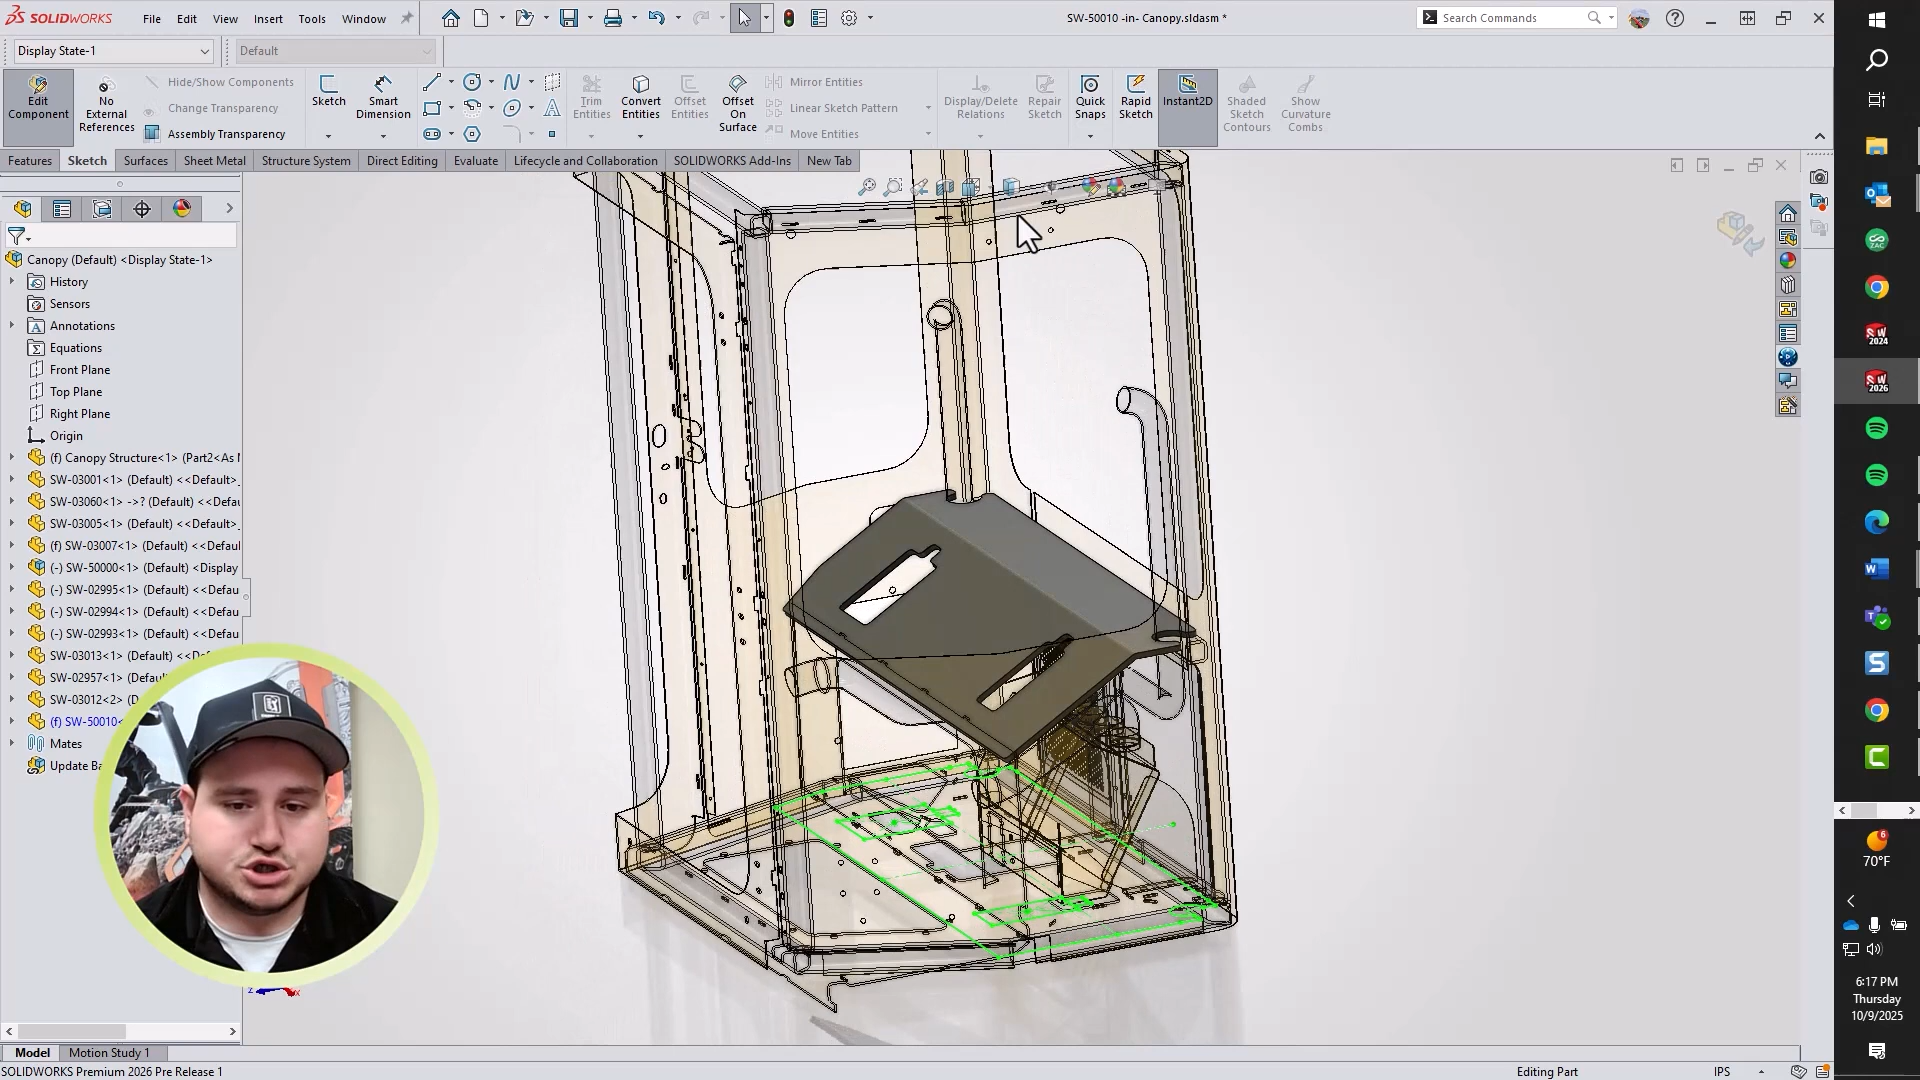 SOLIDWORKS File Edit View Insert Tools Window
SW-50010 -in- Canopy.sldasm *
Search Commands
Display State-1
Default
Edit Component
No External References
Hide/Show Components
Change Transparency
Assembly Transparency
Sketch
Smart Dimension
Trim Entities
Convert Entities
Offset Entities
Offset On Surface
Mirror Entities
Linear Sketch Pattern
Move Entities
Display/Delete Relations
Repair Sketch
Quick Snaps
Rapid Sketch
Instant2D
Shaded Sketch Contours
Show Curvature Combs
Features Sketch Surfaces Sheet Metal Structure System Direct Editing Evaluate Lifecycle and Collaboration SOLIDWORKS Add-Ins New Tab
Canopy (Default) <Display State-1>
History
Sensors
Annotations
Equations
Front Plane
Top Plane
Right Plane
Origin
(f) Canopy Structure<1> (Part2<As
SW-03001<1> (Default) <<Default>_
SW-03060<1> ->? (Default) <<Defau
SW-03005<1> (Default) <<Default>_
(f) SW-03007<1> (Default) <<Defaul
(-) SW-50000<1> (Default) <Display
(-) SW-02995<1> (Default) <<Defau
(-) SW-02994<1> (Default) <<Defau
(-) SW-02993<1> (Default) <<Defau
(-) SW-03013<1> (Default) <<Defau
(-) SW-02957<1> (Default) <<Defau
(-) SW-03012<2> (D
(f) SW-50010<
Mates
Update Ba
z x
Model Motion Study 1
SOLIDWORKS Premium 2026 Pre Release 1
Editing Part
IPS
ZAC
SW 2024
SW 2026
6
70°F
6:17 PM
Thursday
10/9/2025